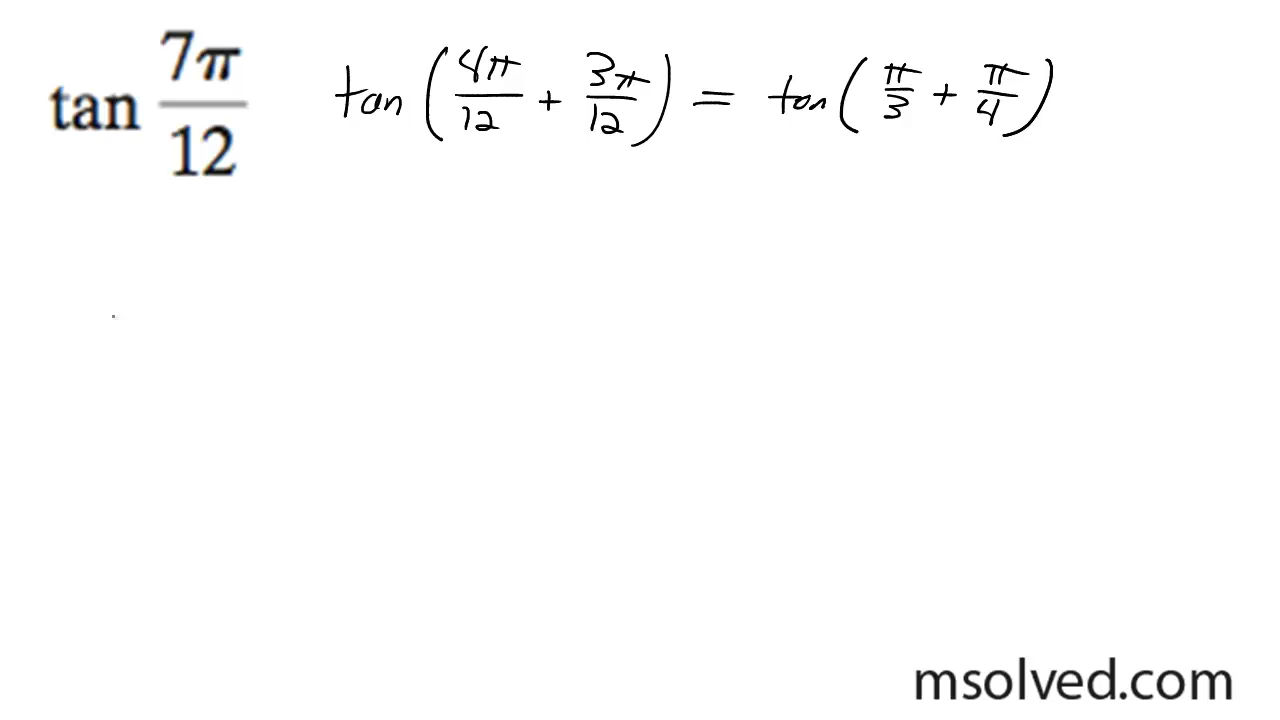 tan 7π/12 tan(4π/12 + 3π/12) = tan(π/3 + π/4)
msolved.com